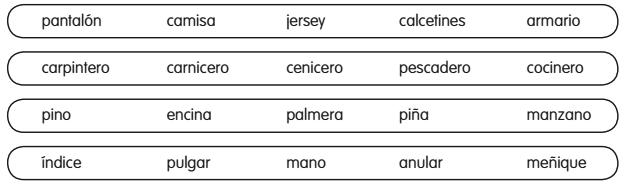 pantalón camisa jersey calcetines armario
carpintero carnicero cenicero pescadero cocinero
pino encina palmera piña manzano
índice pulgar mano anular meñique